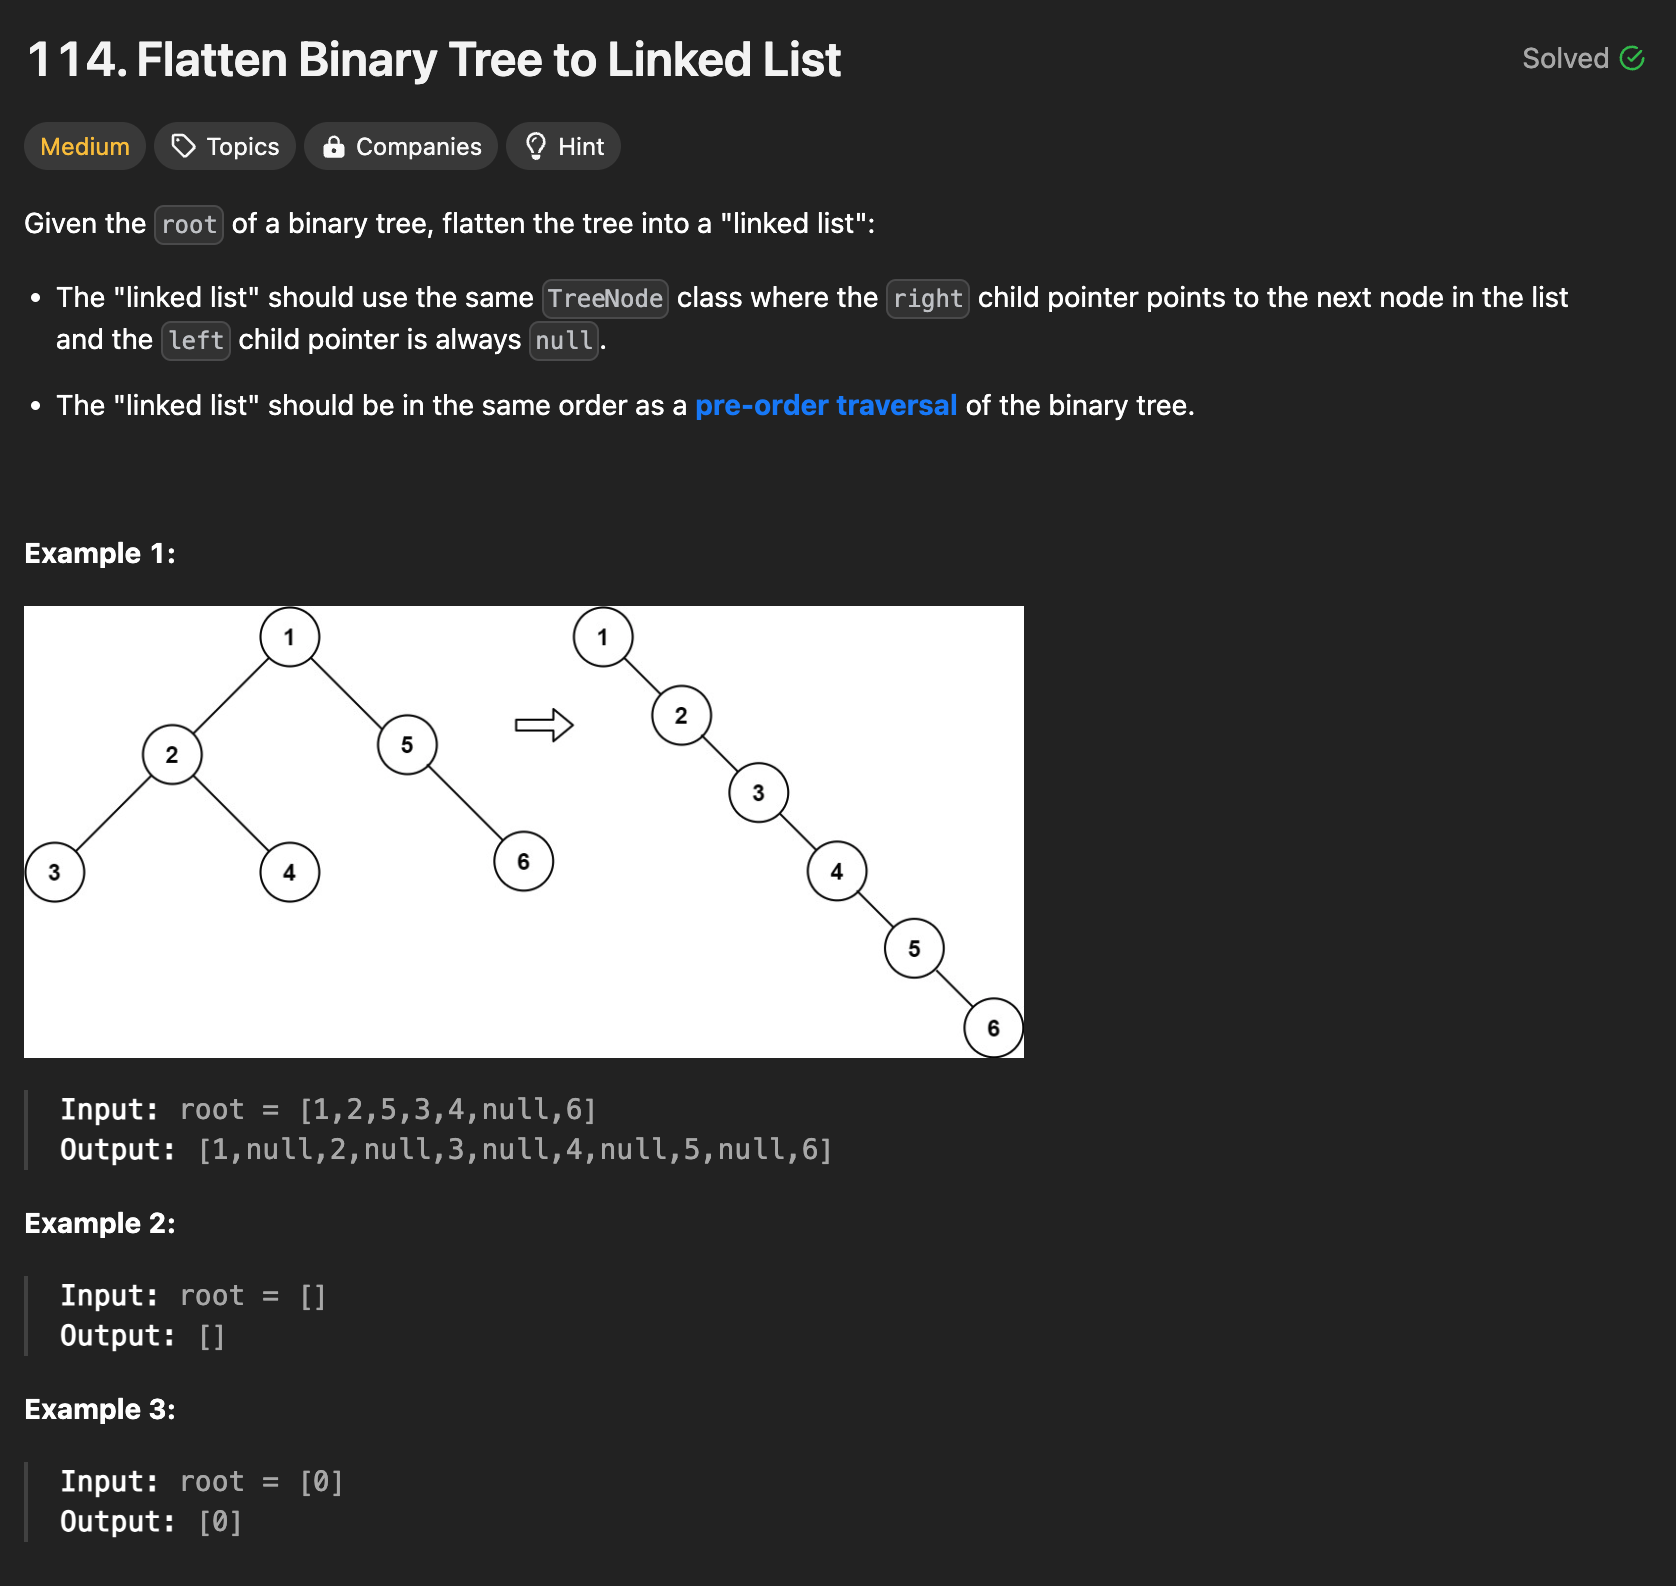 114. Flatten Binary Tree to Linked List
Solved
Medium Topics Companies Hint
Given the root of a binary tree, flatten the tree into a "linked list":
• The "linked list" should use the same TreeNode class where the right child pointer points to the next node in the list
and the left child pointer is always null.
• The "linked list" should be in the same order as a pre-order traversal of the binary tree.
Example 1:
1
2 5
3 4 6
1
2
3
4
5
6
Input: root = [1,2,5,3,4,null,6]
Output: [1,null,2,null,3,null,4,null,5,null,6]
Example 2:
Input: root = []
Output: []
Example 3:
Input: root = [0]
Output: [0]